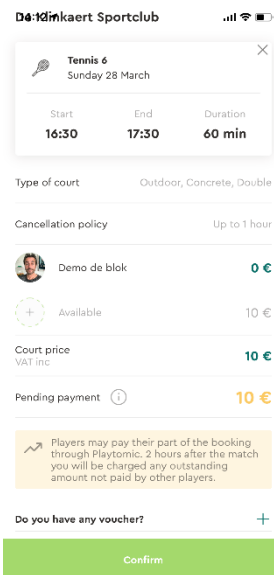 Sportclub
Tennis 6
Sunday 28 March
Start End Duration
16:30 17:30 60 min
Type of court Outdoor, Concrete, Double
Cancellation policy Up to 1 hour
Demo de blok 0 €
+ Available 10 €
Court price 10 €
VAT inc
Pending payment 10 €
Players may pay their part of the booking
through Playtomic. 2 hours after the match
you will be charged any outstanding
amount not paid by other players.
Do you have any voucher? +
Confirm